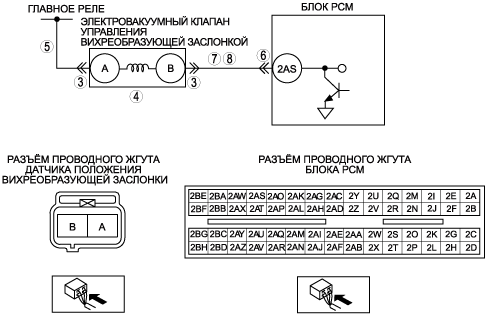 ГЛАВНОЕ РЕЛЕ
БЛОК PCM
ЭЛЕКТРОВАКУУМНЫЙ КЛАПАН
УПРАВЛЕНИЯ
ВИХРЕОБРАЗУЮЩЕЙ ЗАСЛОНКОЙ
5
A
B
7 8
6
2AS
3
3
4
РАЗЪЁМ ПРОВОДНОГО ЖГУТА
ДАТЧИКА ПОЛОЖЕНИЯ
ВИХРЕОБРАЗУЮЩЕЙ ЗАСЛОНКИ
B A
РАЗЪЁМ ПРОВОДНОГО ЖГУТА
БЛОКА PCM
2BE 2BA 2AW 2AS 2AO 2AK 2AG 2AC 2Y 2U 2Q 2M 2I 2E 2A
2BF 2BB 2AX 2AT 2AP 2AL 2AH 2AD 2Z 2V 2R 2N 2J 2F 2B
2BG 2BC 2AY 2AU 2AQ 2AM 2AI 2AE 2AA 2W 2S 2O 2K 2G 2C
2BH 2BD 2AZ 2AV 2AR 2AN 2AJ 2AF 2AB 2X 2T 2P 2L 2H 2D